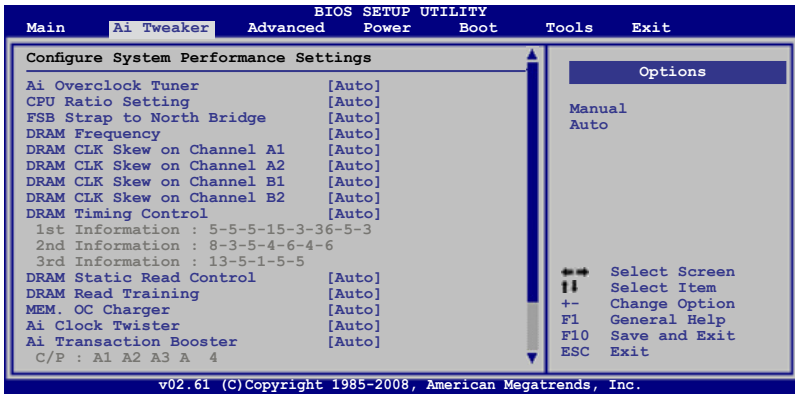 BIOS SETUP UTILITY
Main Ai Tweaker Advanced Power Boot Tools Exit
Configure System Performance Settings
Ai Overclock Tuner [Auto]
CPU Ratio Setting [Auto]
FSB Strap to North Bridge [Auto]
DRAM Frequency [Auto]
DRAM CLK Skew on Channel A1 [Auto]
DRAM CLK Skew on Channel A2 [Auto]
DRAM CLK Skew on Channel B1 [Auto]
DRAM CLK Skew on Channel B2 [Auto]
DRAM Timing Control [Auto]
1st Information : 5-5-5-15-3-36-5-3
2nd Information : 8-3-5-4-6-4-6
3rd Information : 13-5-1-5-5
DRAM Static Read Control [Auto]
DRAM Read Training [Auto]
MEM. OC Charger [Auto]
Ai Clock Twister [Auto]
Ai Transaction Booster [Auto]
C/P : A1 A2 A3 A 4
Options
Manual
Auto
Select Screen
Select Item
+- Change Option
F1 General Help
F10 Save and Exit
ESC Exit
v02.61 (C)Copyright 1985-2008, American Megatrends, Inc.